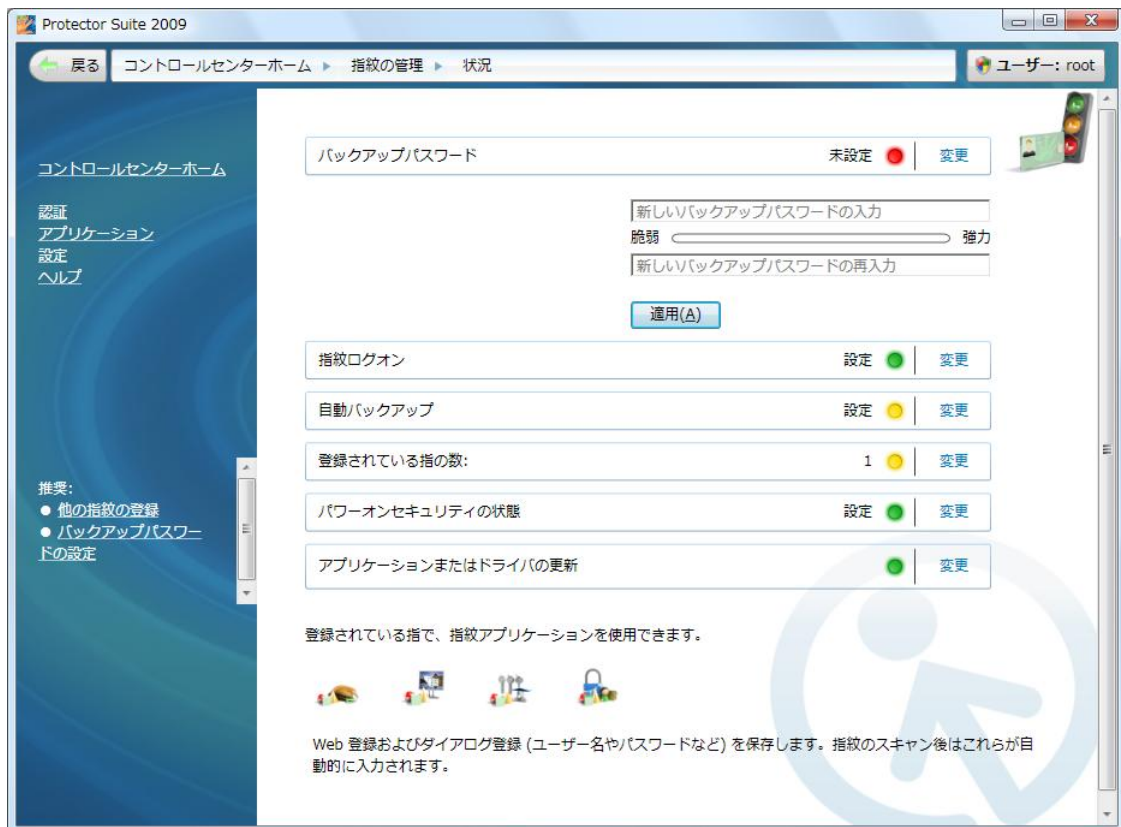 Protector Suite 2009
戻る コントロールセンターホーム 指紋の管理 状況 ユーザー: root
コントロールセンターホーム
認証
アプリケーション
設定
ヘルプ
推奨:
他の指紋の登録
バックアップパスワー
ドの設定
バックアップパスワード 未設定 変更
新しいバックアップパスワードの入力
脆弱 強力
新しいバックアップパスワードの再入力
適用(A)
指紋ログオン 設定 変更
自動バックアップ 設定 変更
登録されている指の数: 1 変更
パワーオンセキュリティの状態 設定 変更
アプリケーションまたはドライバの更新 変更
登録されている指で、指紋アプリケーションを使用できます。
Web 登録およびダイアログ登録 (ユーザー名やパスワードなど) を保存します。指紋のスキャン後はこれらが自
動的に入力されます。